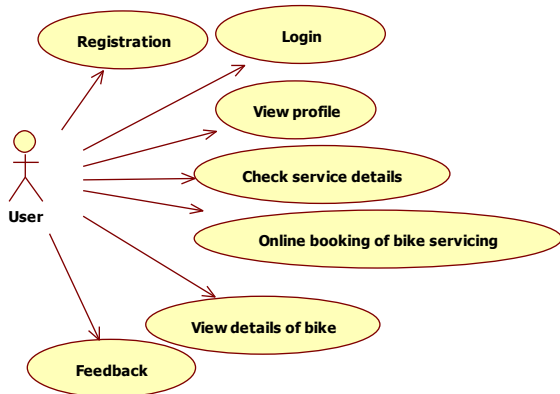 Registration
Login
View profile
Check service details
User
Online booking of bike servicing
View details of bike
Feedback